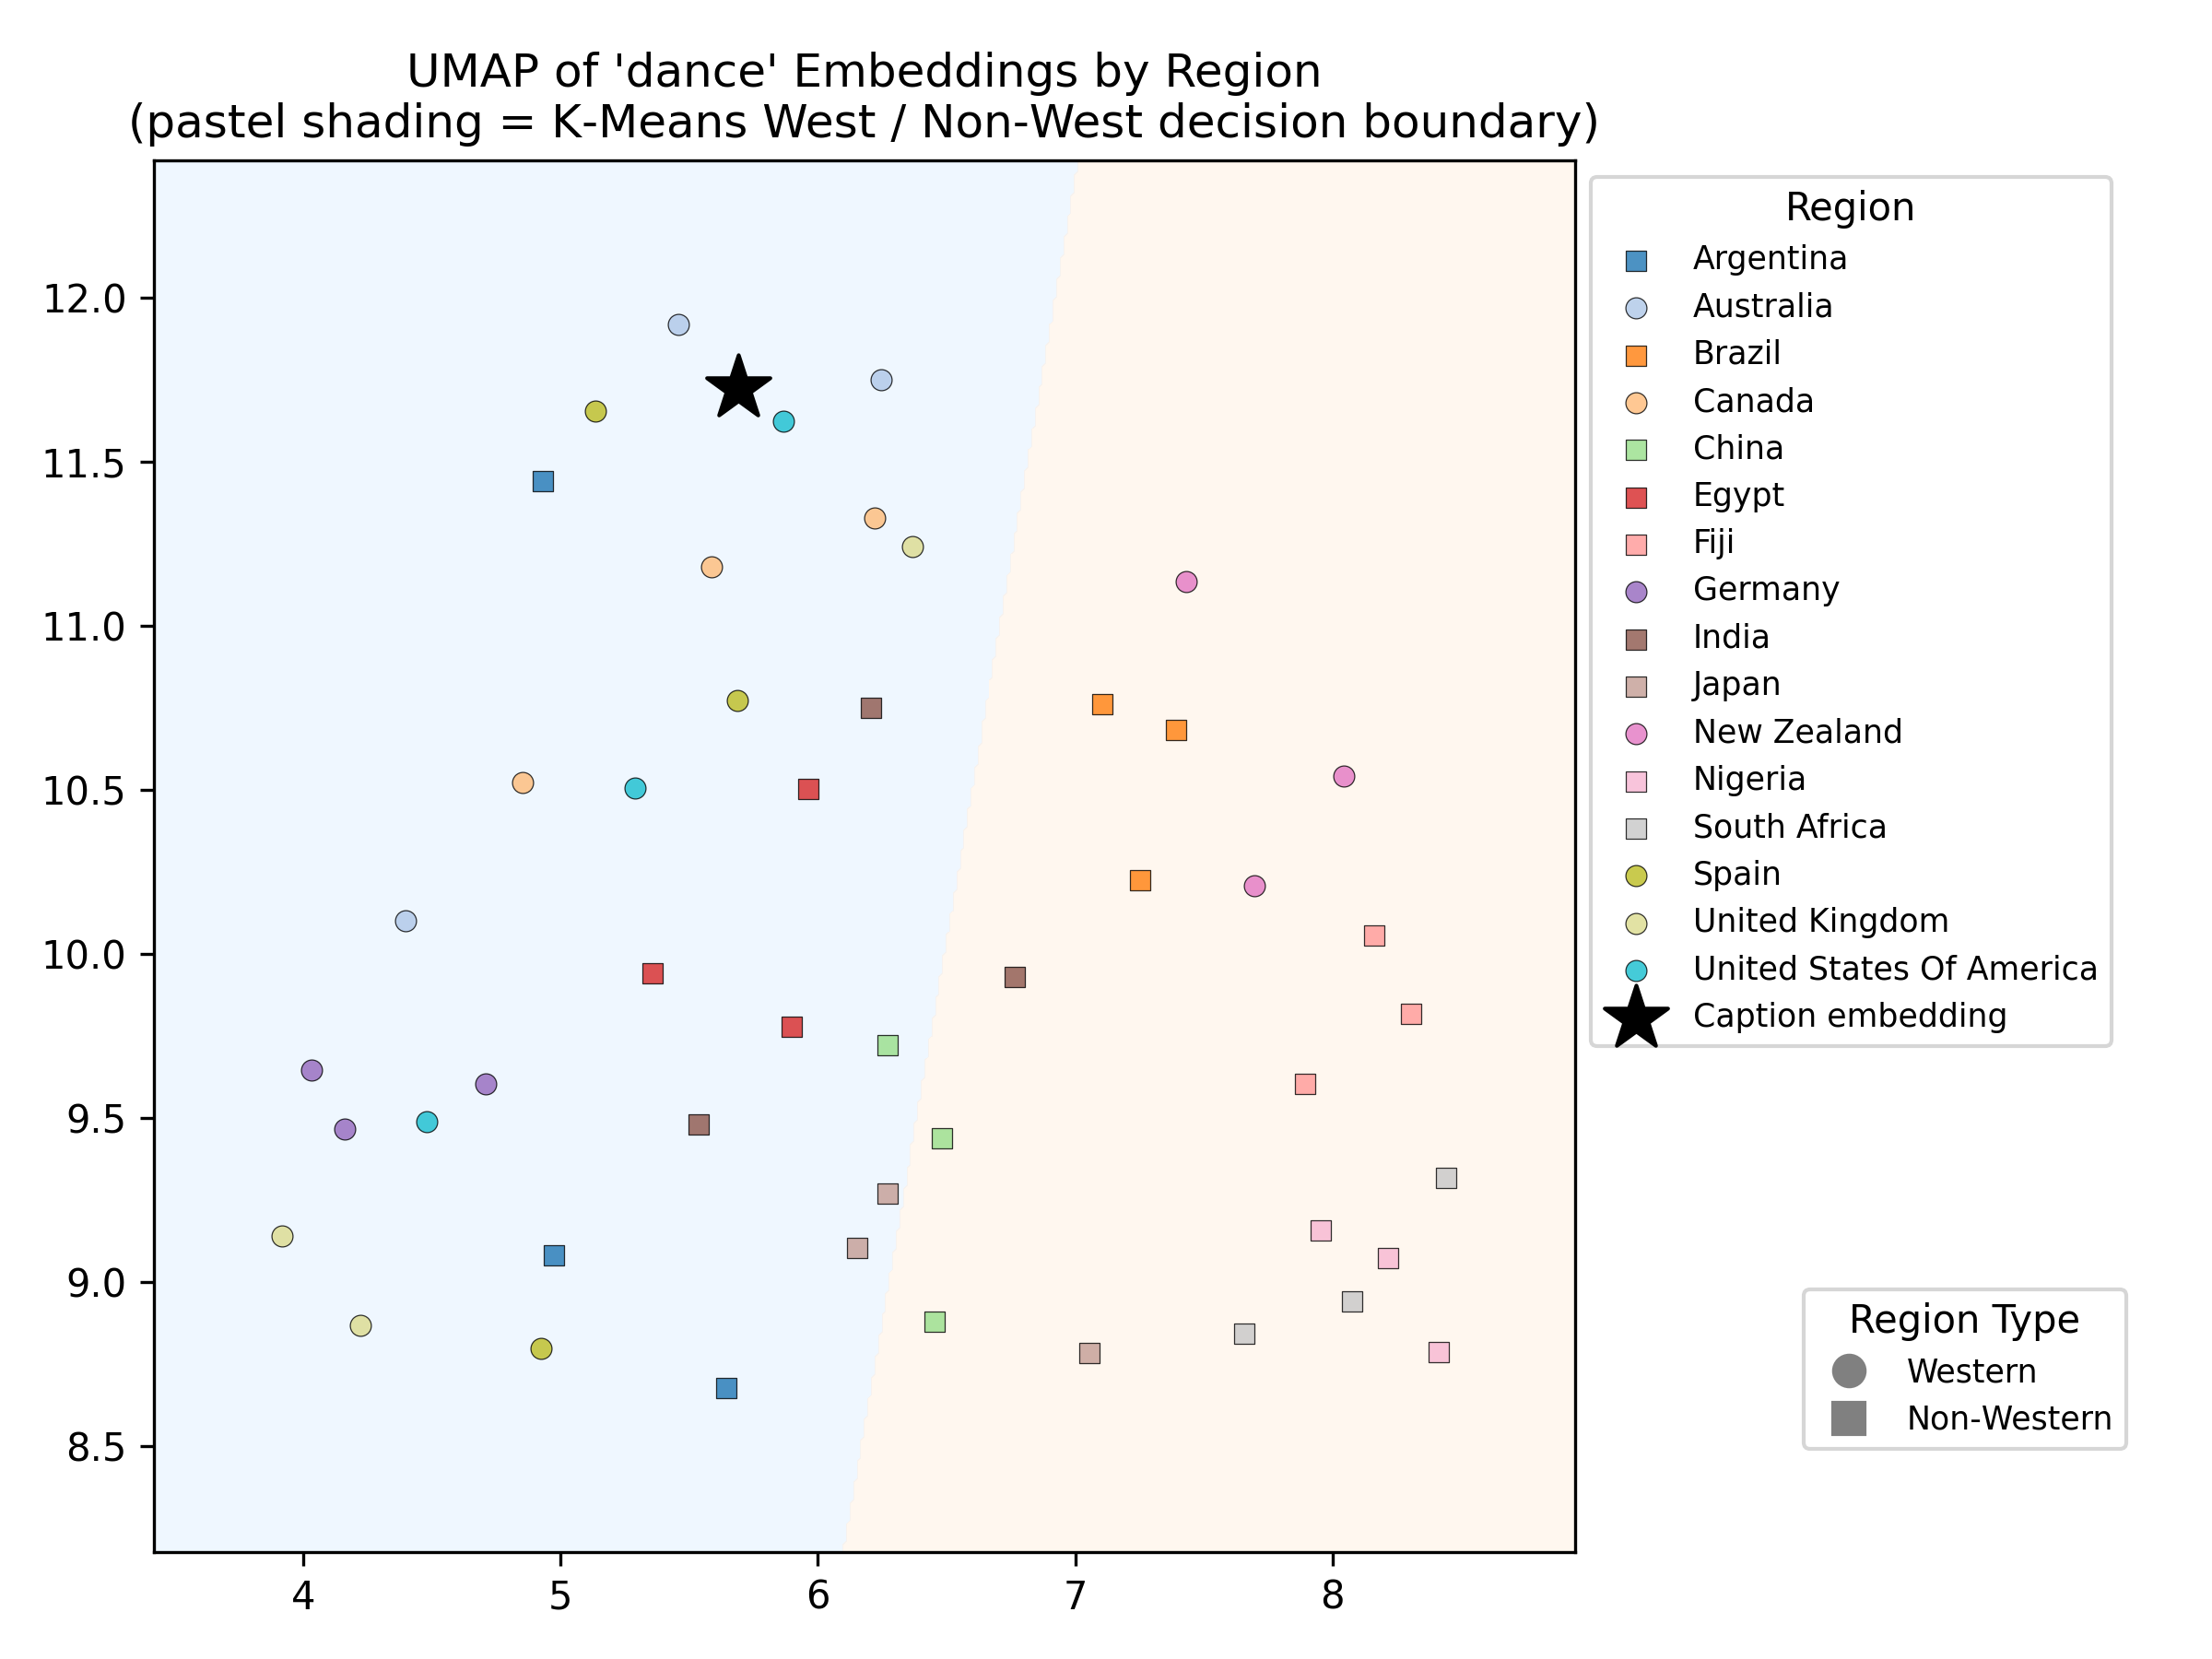 UMAP of 'dance' Embeddings by Region
(pastel shading = K-Means West / Non-West decision boundary)
12.0
11.5
11.0
10.5
10.0
9.5
9.0
8.5
4
5
6
7
8
Region
Argentina
Australia
Brazil
Canada
China
Egypt
Fiji
Germany
India
Japan
New Zealand
Nigeria
South Africa
Spain
United Kingdom
United States Of America
Caption embedding
Region Type
Western
Non-Western